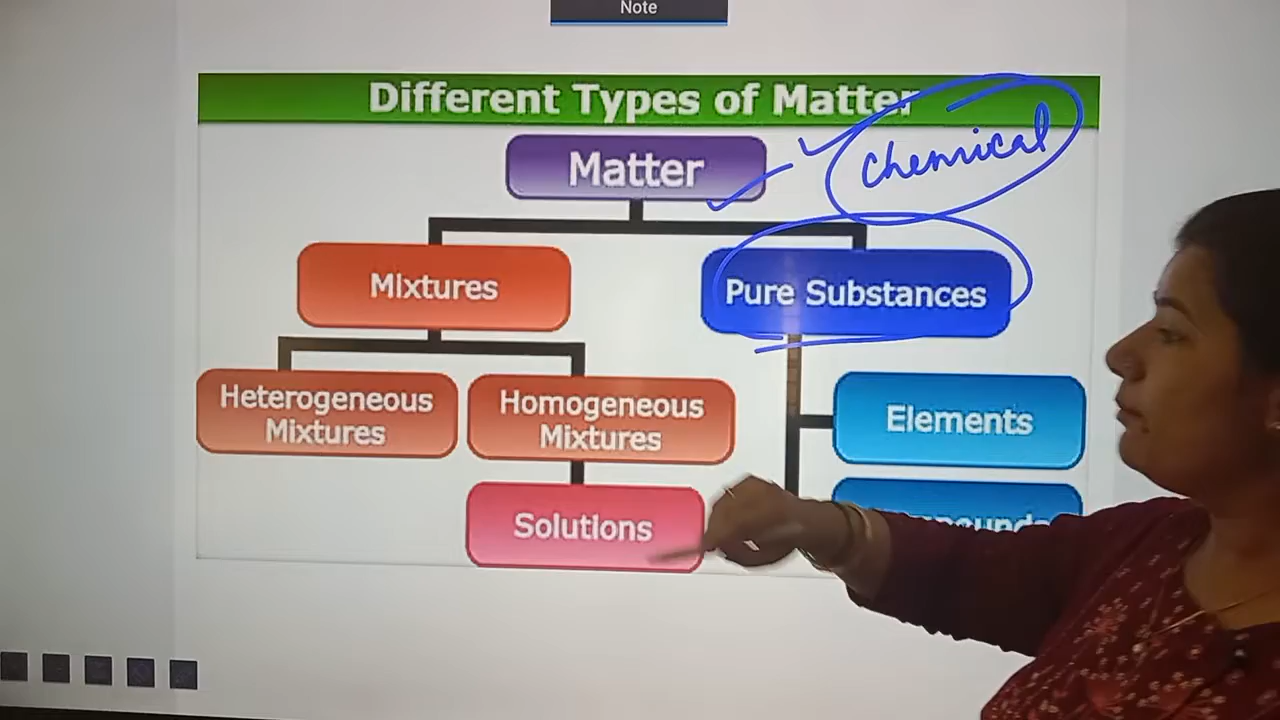 Note
Different Types of Matter
Matter
chemical
Mixtures
Pure Substances
Heterogeneous
Mixtures
Homogeneous
Mixtures
Elements
Solutions